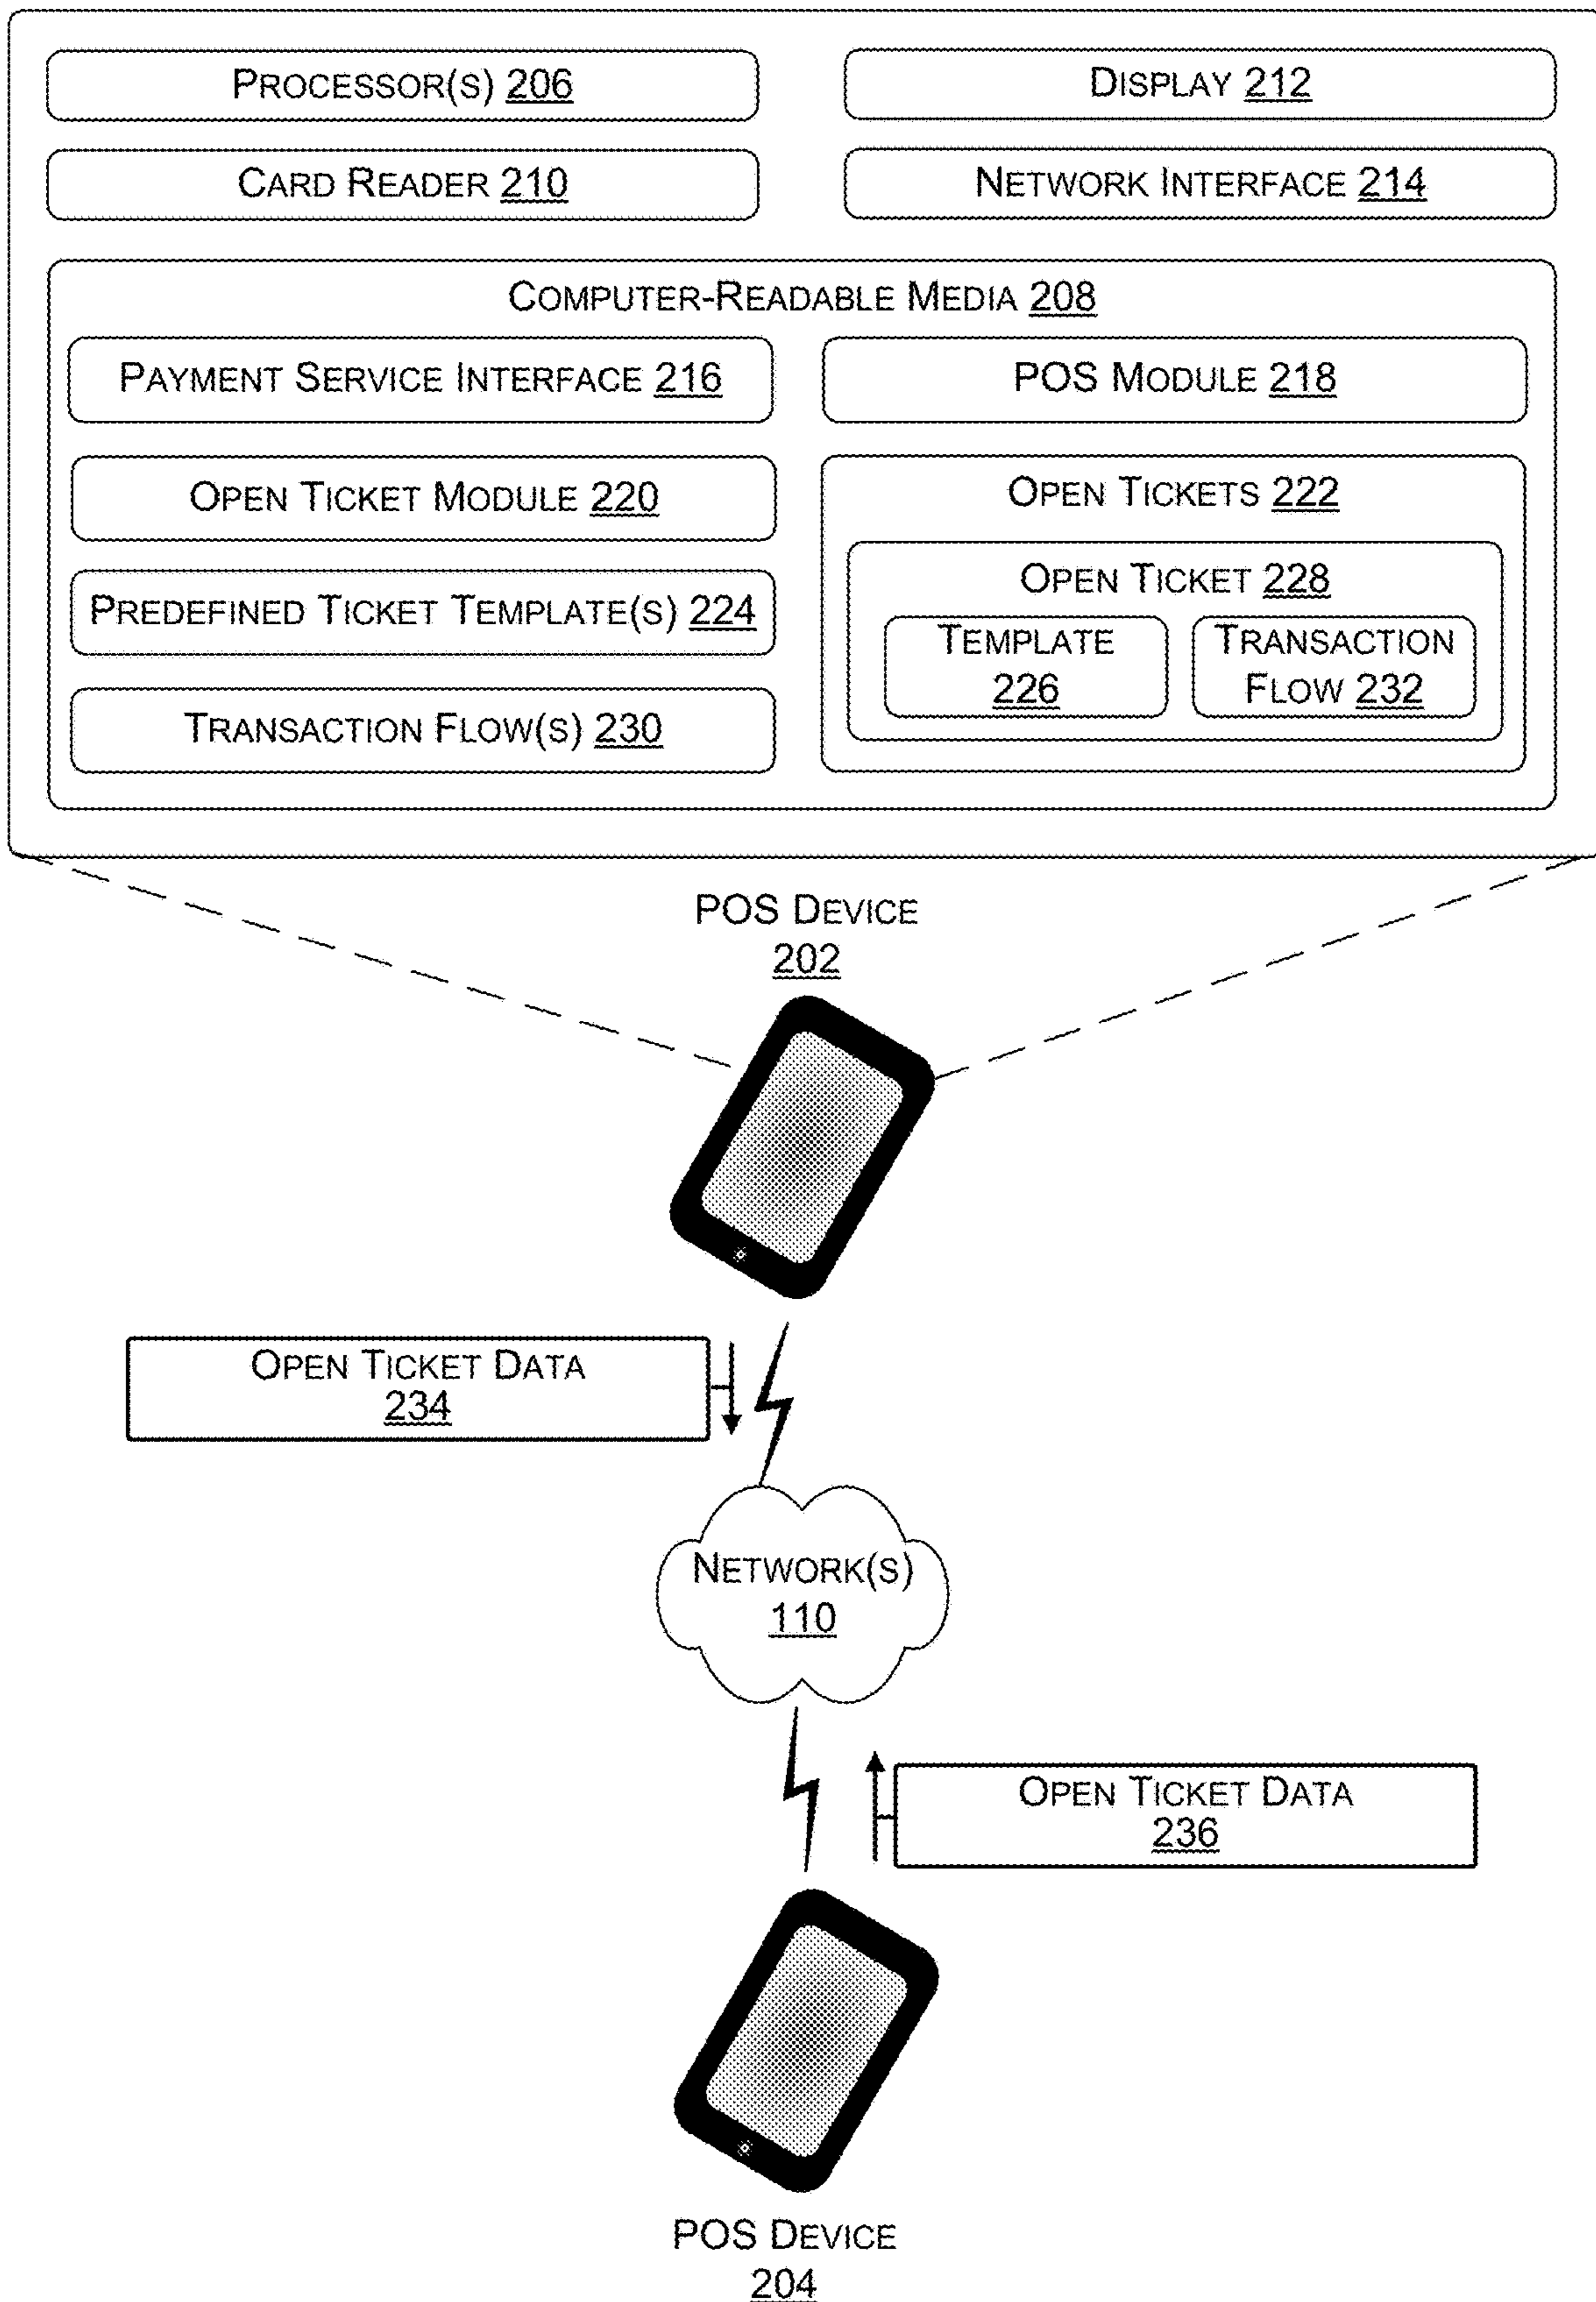 PROCESSOR(S) 206
DISPLAY 212
CARD READER 210
NETWORK INTERFACE 214
COMPUTER-READABLE MEDIA 208
PAYMENT SERVICE INTERFACE 216
POS MODULE 218
OPEN TICKET MODULE 220
OPEN TICKETS 222
OPEN TICKET 228
PREDEFINED TICKET TEMPLATE(S) 224
TEMPLATE
226
TRANSACTION
FLOW 232
TRANSACTION FLOW(S) 230
POS DEVICE
202
OPEN TICKET DATA
234
NETWORK(S)
110
OPEN TICKET DATA
236
POS DEVICE
204